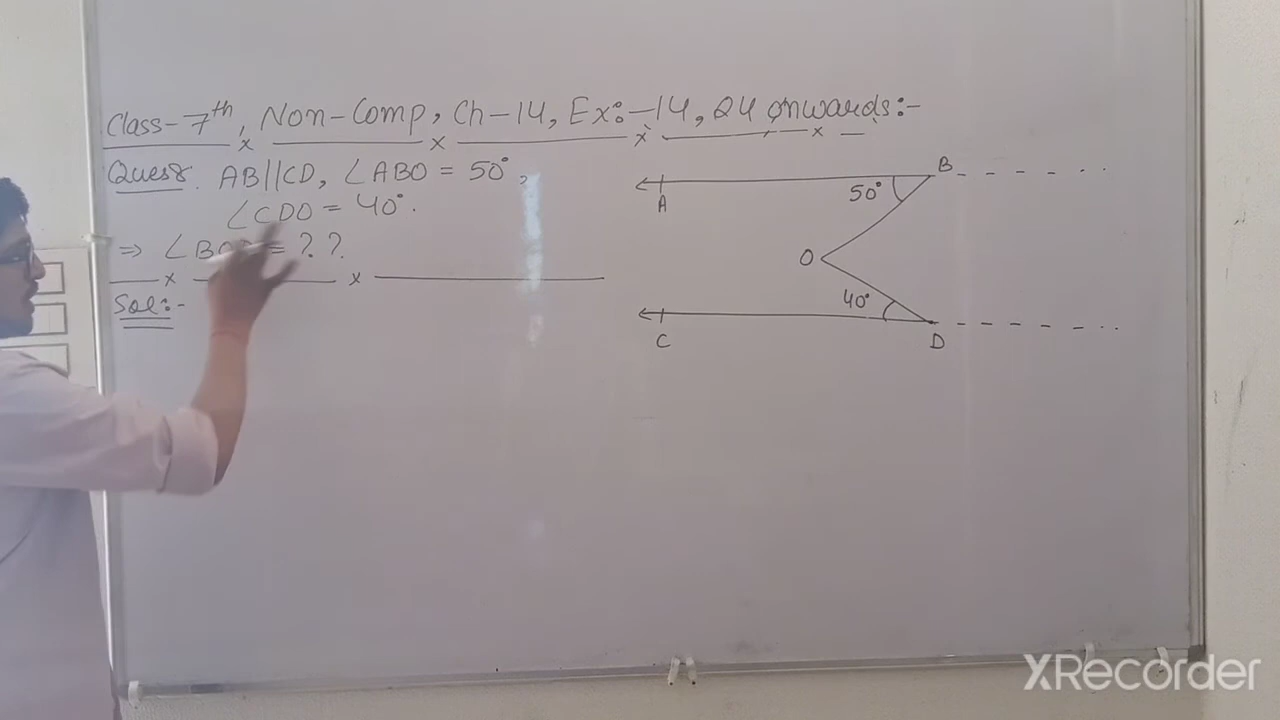 Class-7th, Non-Comp, Ch-14, Ex:-14, 24 onwards:-
Ques8. AB||CD, ∠ABO = 50°,
∠CDO = 40°.
⇒ ∠BO = ??
Sol:-
A
B
50°
O
40°
C
D
XRecorder